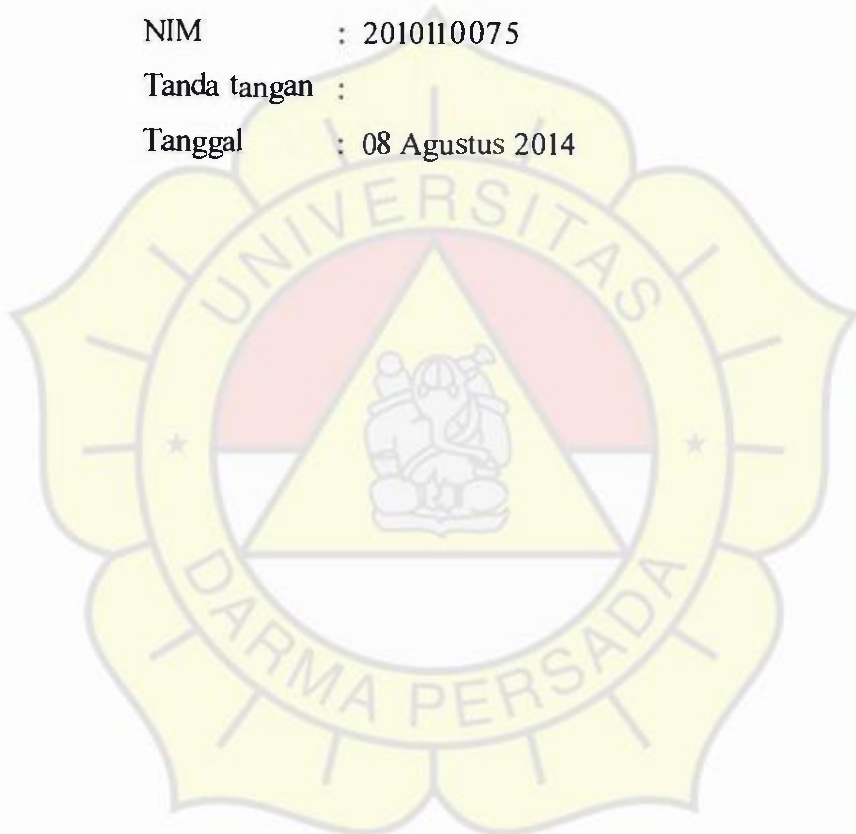 NIM : 2010110075
Tanda tangan :
Tanggal : 08 Agustus 2014
UNIVERSITAS
DARMA PERSADA